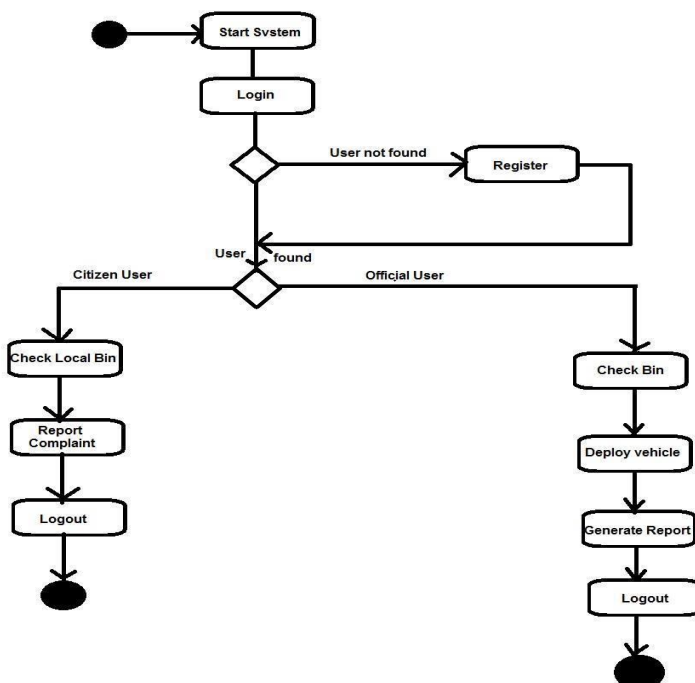 Start Svstem
Login
User not found
Register
User
found
Citizen User
Official User
Check Local Bin
Check Bin
Report
Complaint
Deploy vehicle
Logout
Generate Report
Logout